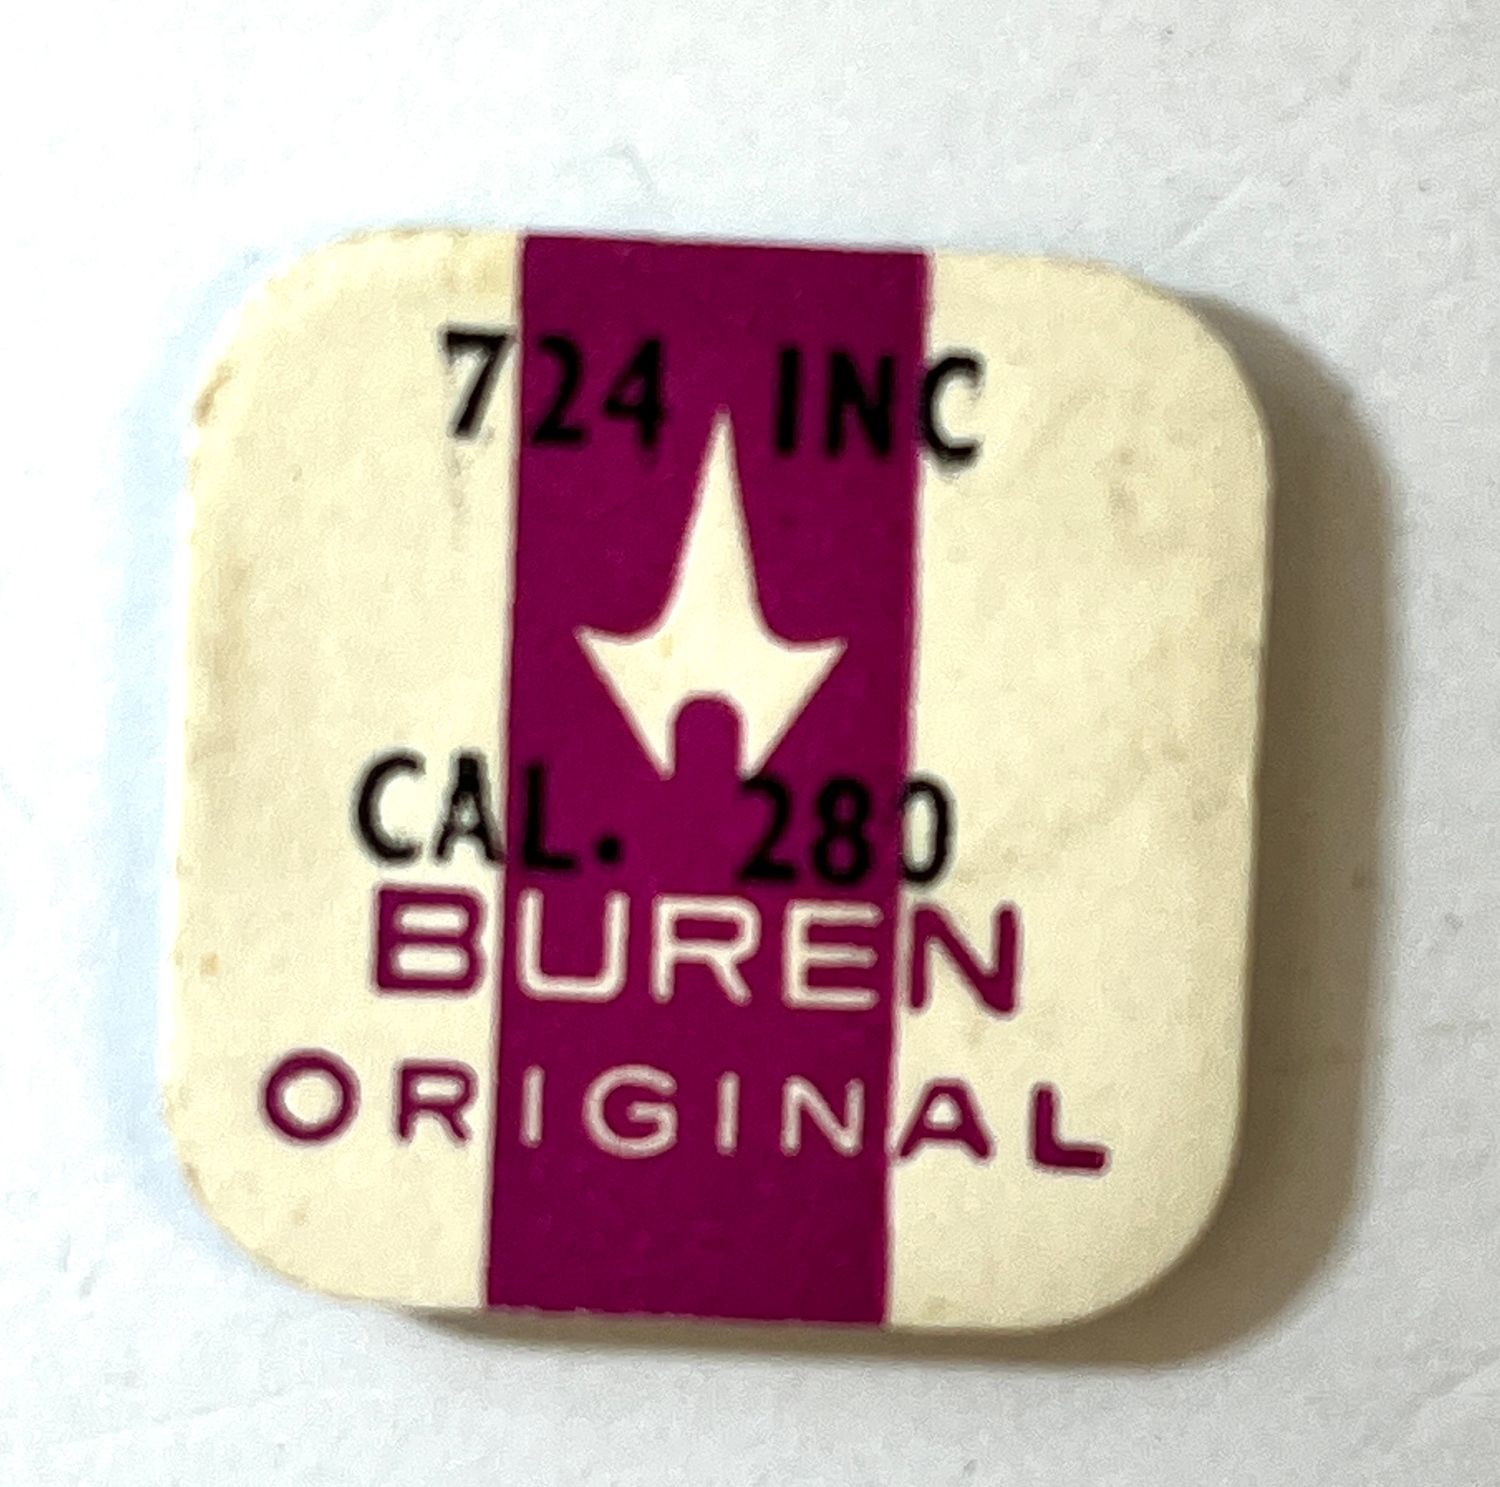 724 INC
CAL. 280
BUREN
ORIGINAL